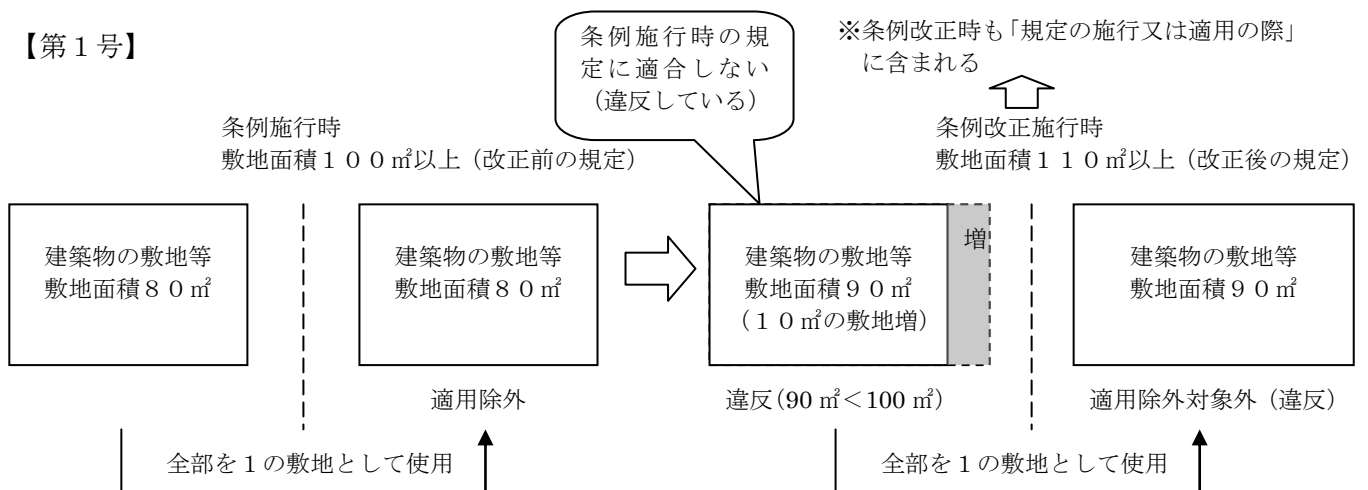 【第１号】
条例施行時の規
定に適合しない
（違反している）
※条例改正時も「規定の施行又は適用の際」
に含まれる
条例施行時
敷地面積１００㎡以上（改正前の規定）
条例改正施行時
敷地面積１１０㎡以上（改正後の規定）
建築物の敷地等
敷地面積８０㎡
建築物の敷地等
敷地面積８０㎡
建築物の敷地等
敷地面積９０㎡
（１０㎡の敷地増）
増
建築物の敷地等
敷地面積９０㎡
適用除外
違反（90 ㎡＜100 ㎡）
適用除外対象外（違反）
全部を１の敷地として使用
全部を１の敷地として使用